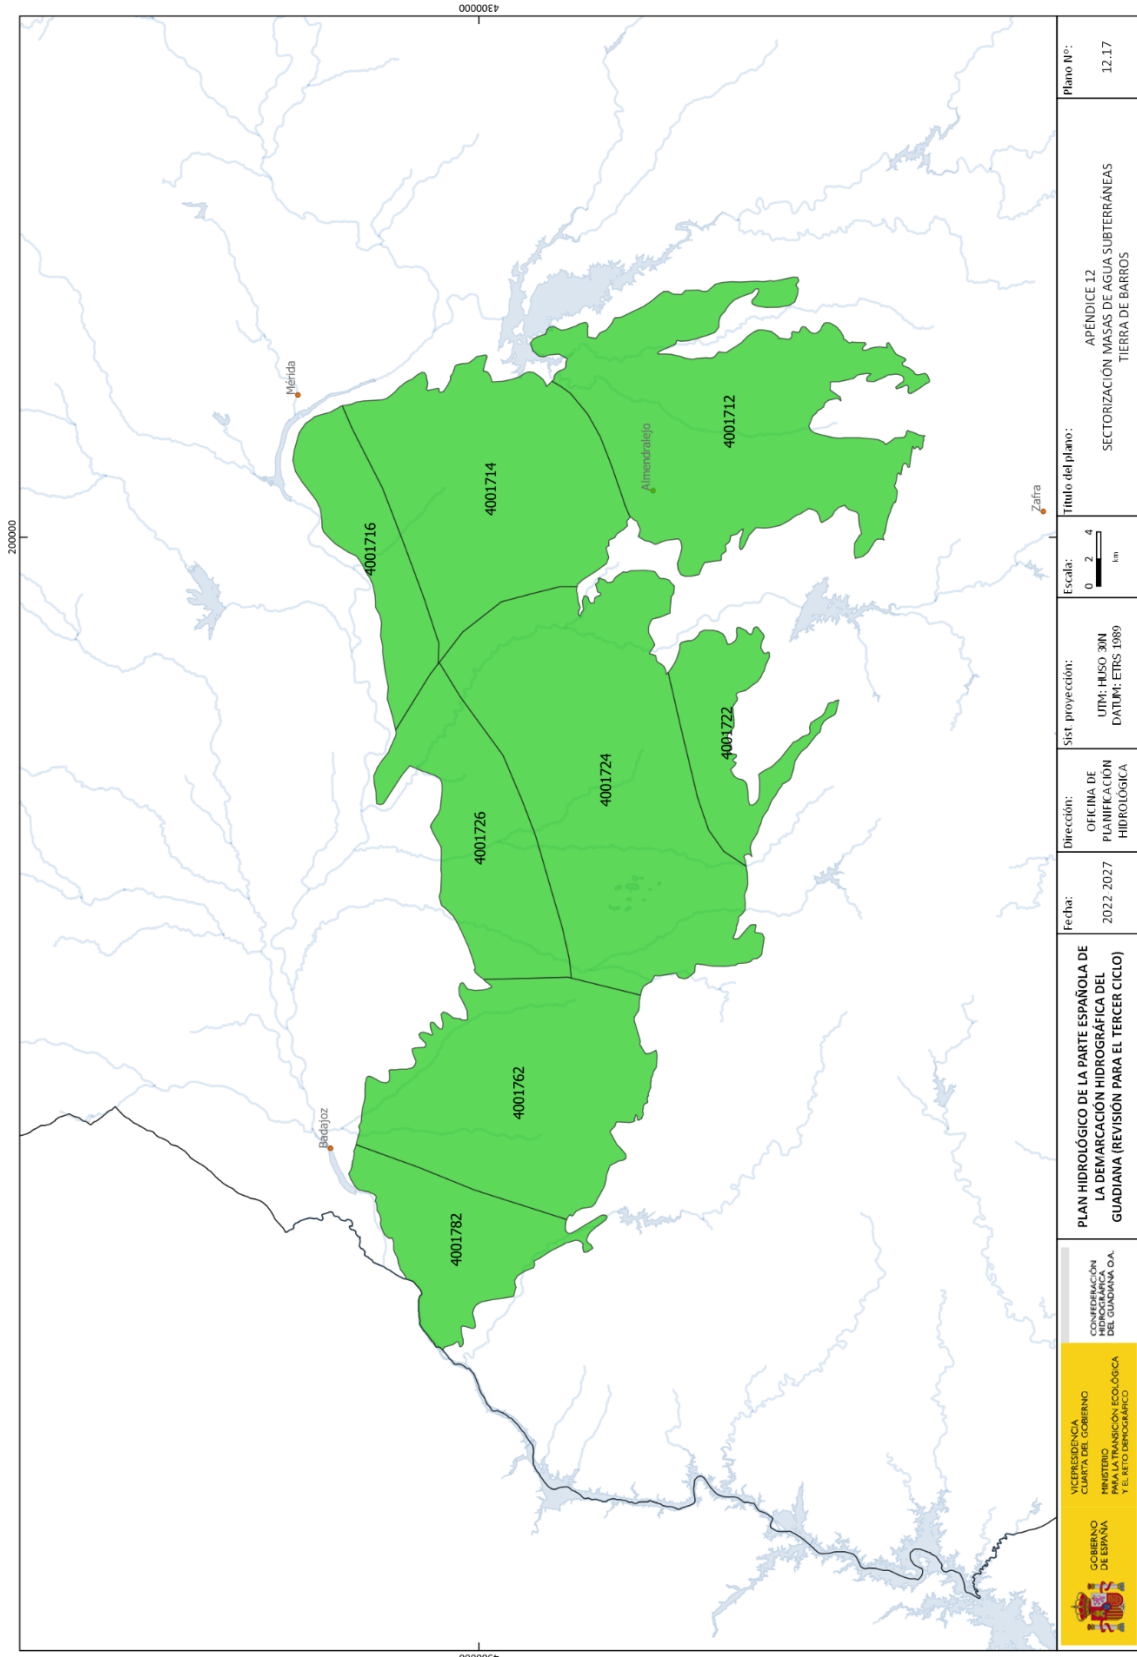 4300000
200000
Mérida
4001716
4001714
Almendralejo
4001712
4001726
4001724
4001722
Badajoz
4001762
4001782
Zafra
GOBIERNO
DE ESPAÑA
VICEPRESIDENCIA
CUARTA DEL GOBIERNO
MINISTERIO
PARA LA TRANSICIÓN ECOLÓGICA
Y EL RETO DEMOGRÁFICO
CONFEDERACIÓN
HIDROGRÁFICA
DEL GUADIANA O.A.
PLAN HIDROLÓGICO DE LA PARTE ESPAÑOLA DE
LA DEMARCACIÓN HIDROGRÁFICA DEL
GUADIANA (REVISIÓN PARA EL TERCER CICLO)
Fecha:
2022-2027
Dirección:
OFICINA DE
PLANIFICACIÓN
HIDROLÓGICA
Sist. proyección:
UTM: HUSO 30N
DATUM: ETRS 1989
Escala:
0 2 4
km
Título del plano:
APÉNDICE 12
SECTORIZACIÓN MASAS DE AGUA SUBTERRÁNEAS
TIERRA DE BARROS
Plano Nº:
12.17